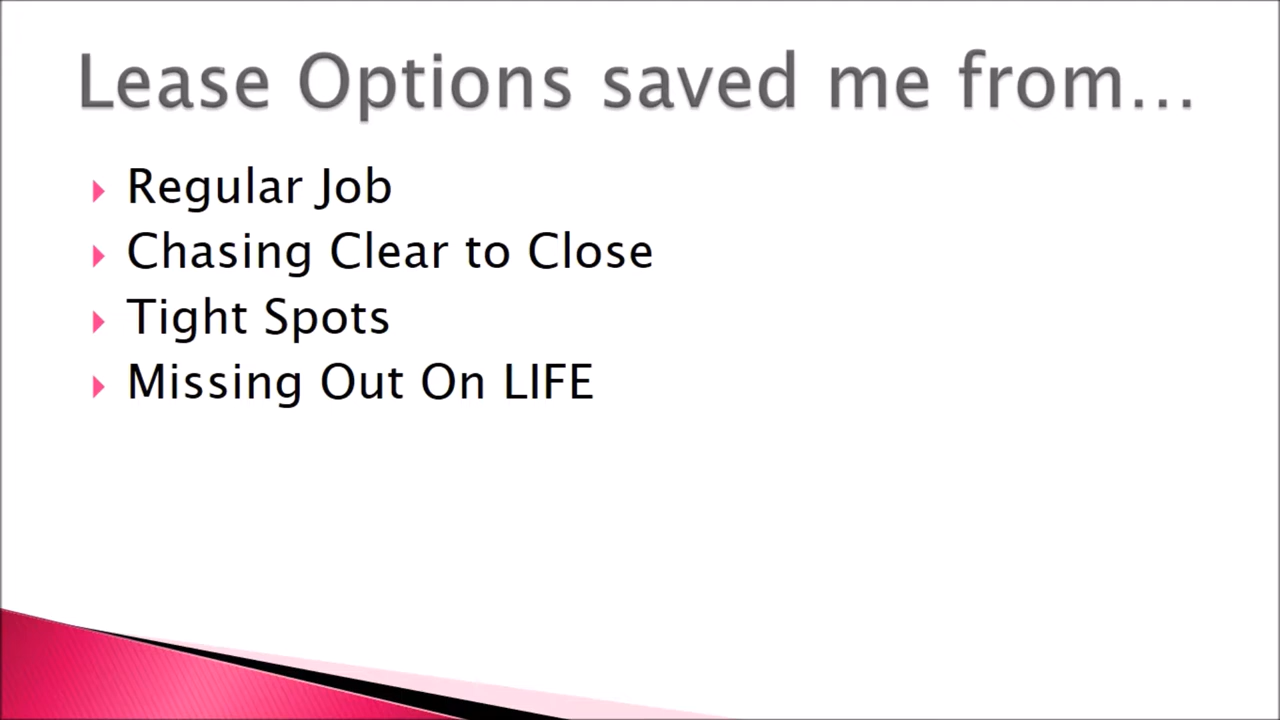 Lease Options saved me from...
Regular Job
Chasing Clear to Close
Tight Spots
Missing Out On LIFE